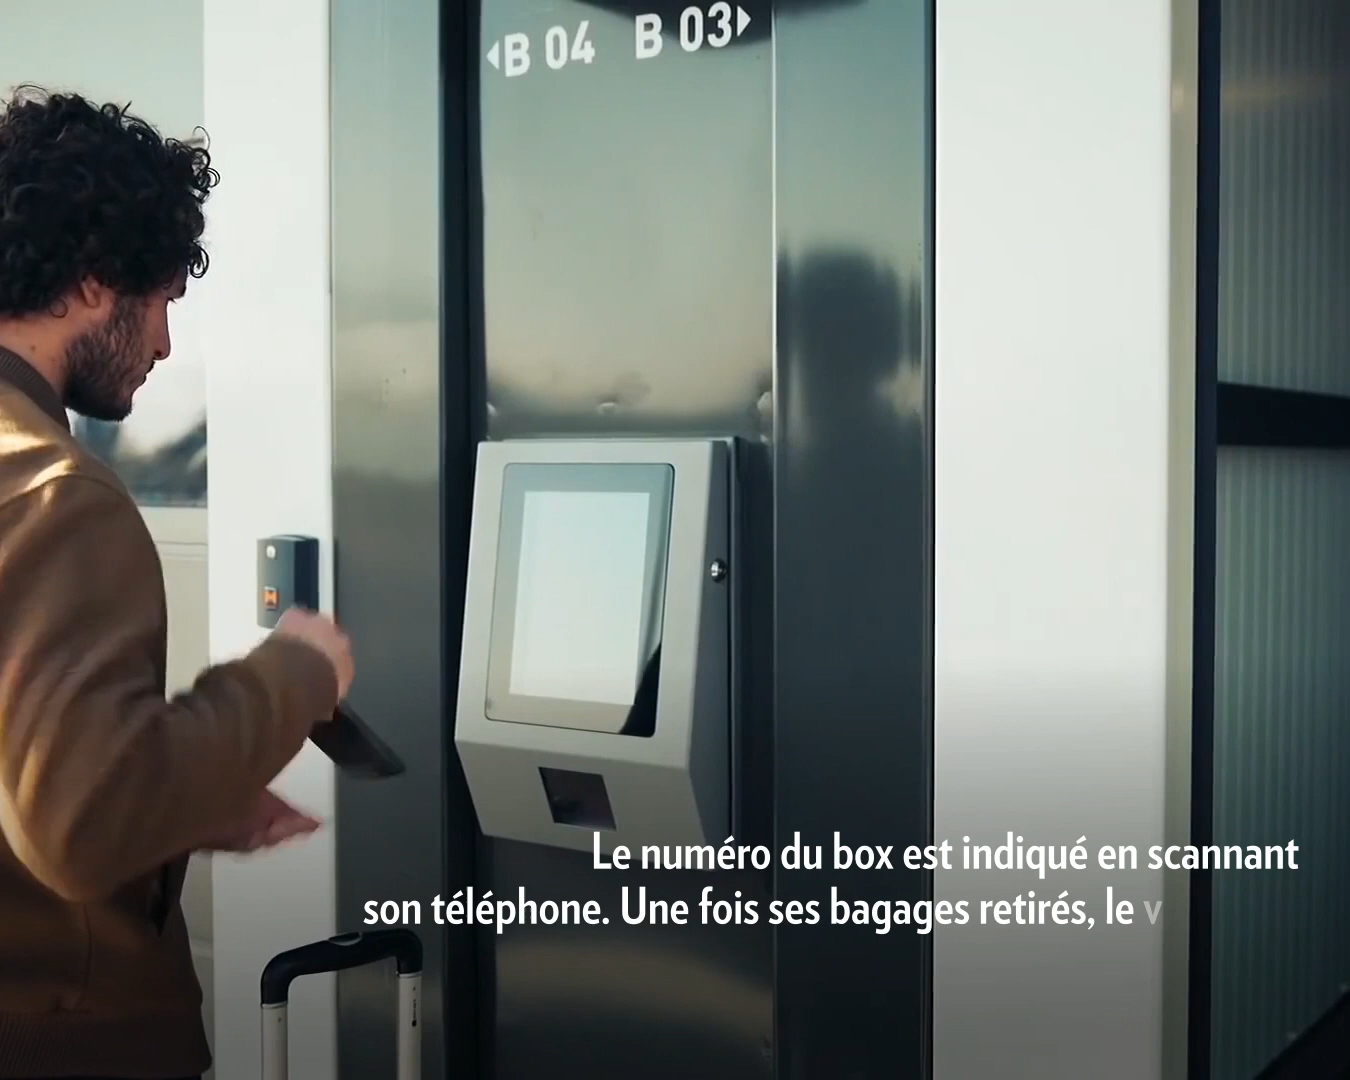 B 04 B 03
Le numéro du box est indiqué en scannant
son téléphone. Une fois ses bagages retirés, le v